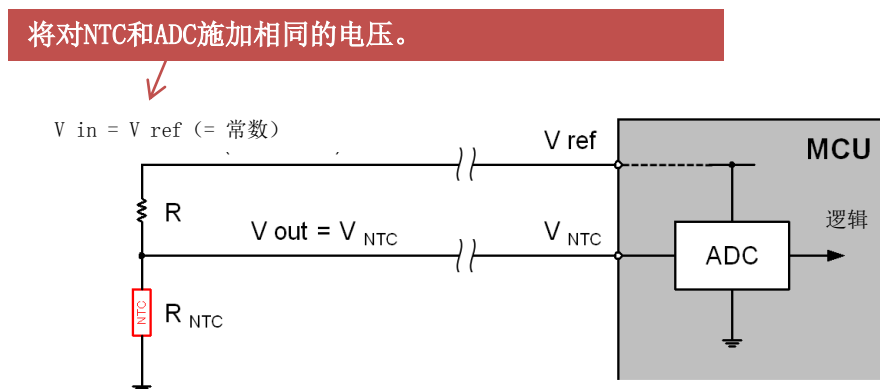 将对NTC和ADC施加相同的电压。
V in = V ref (= 常数)
V ref
MCU
R
V out = V NTC
V NTC
ADC
逻辑
NTC
R NTC